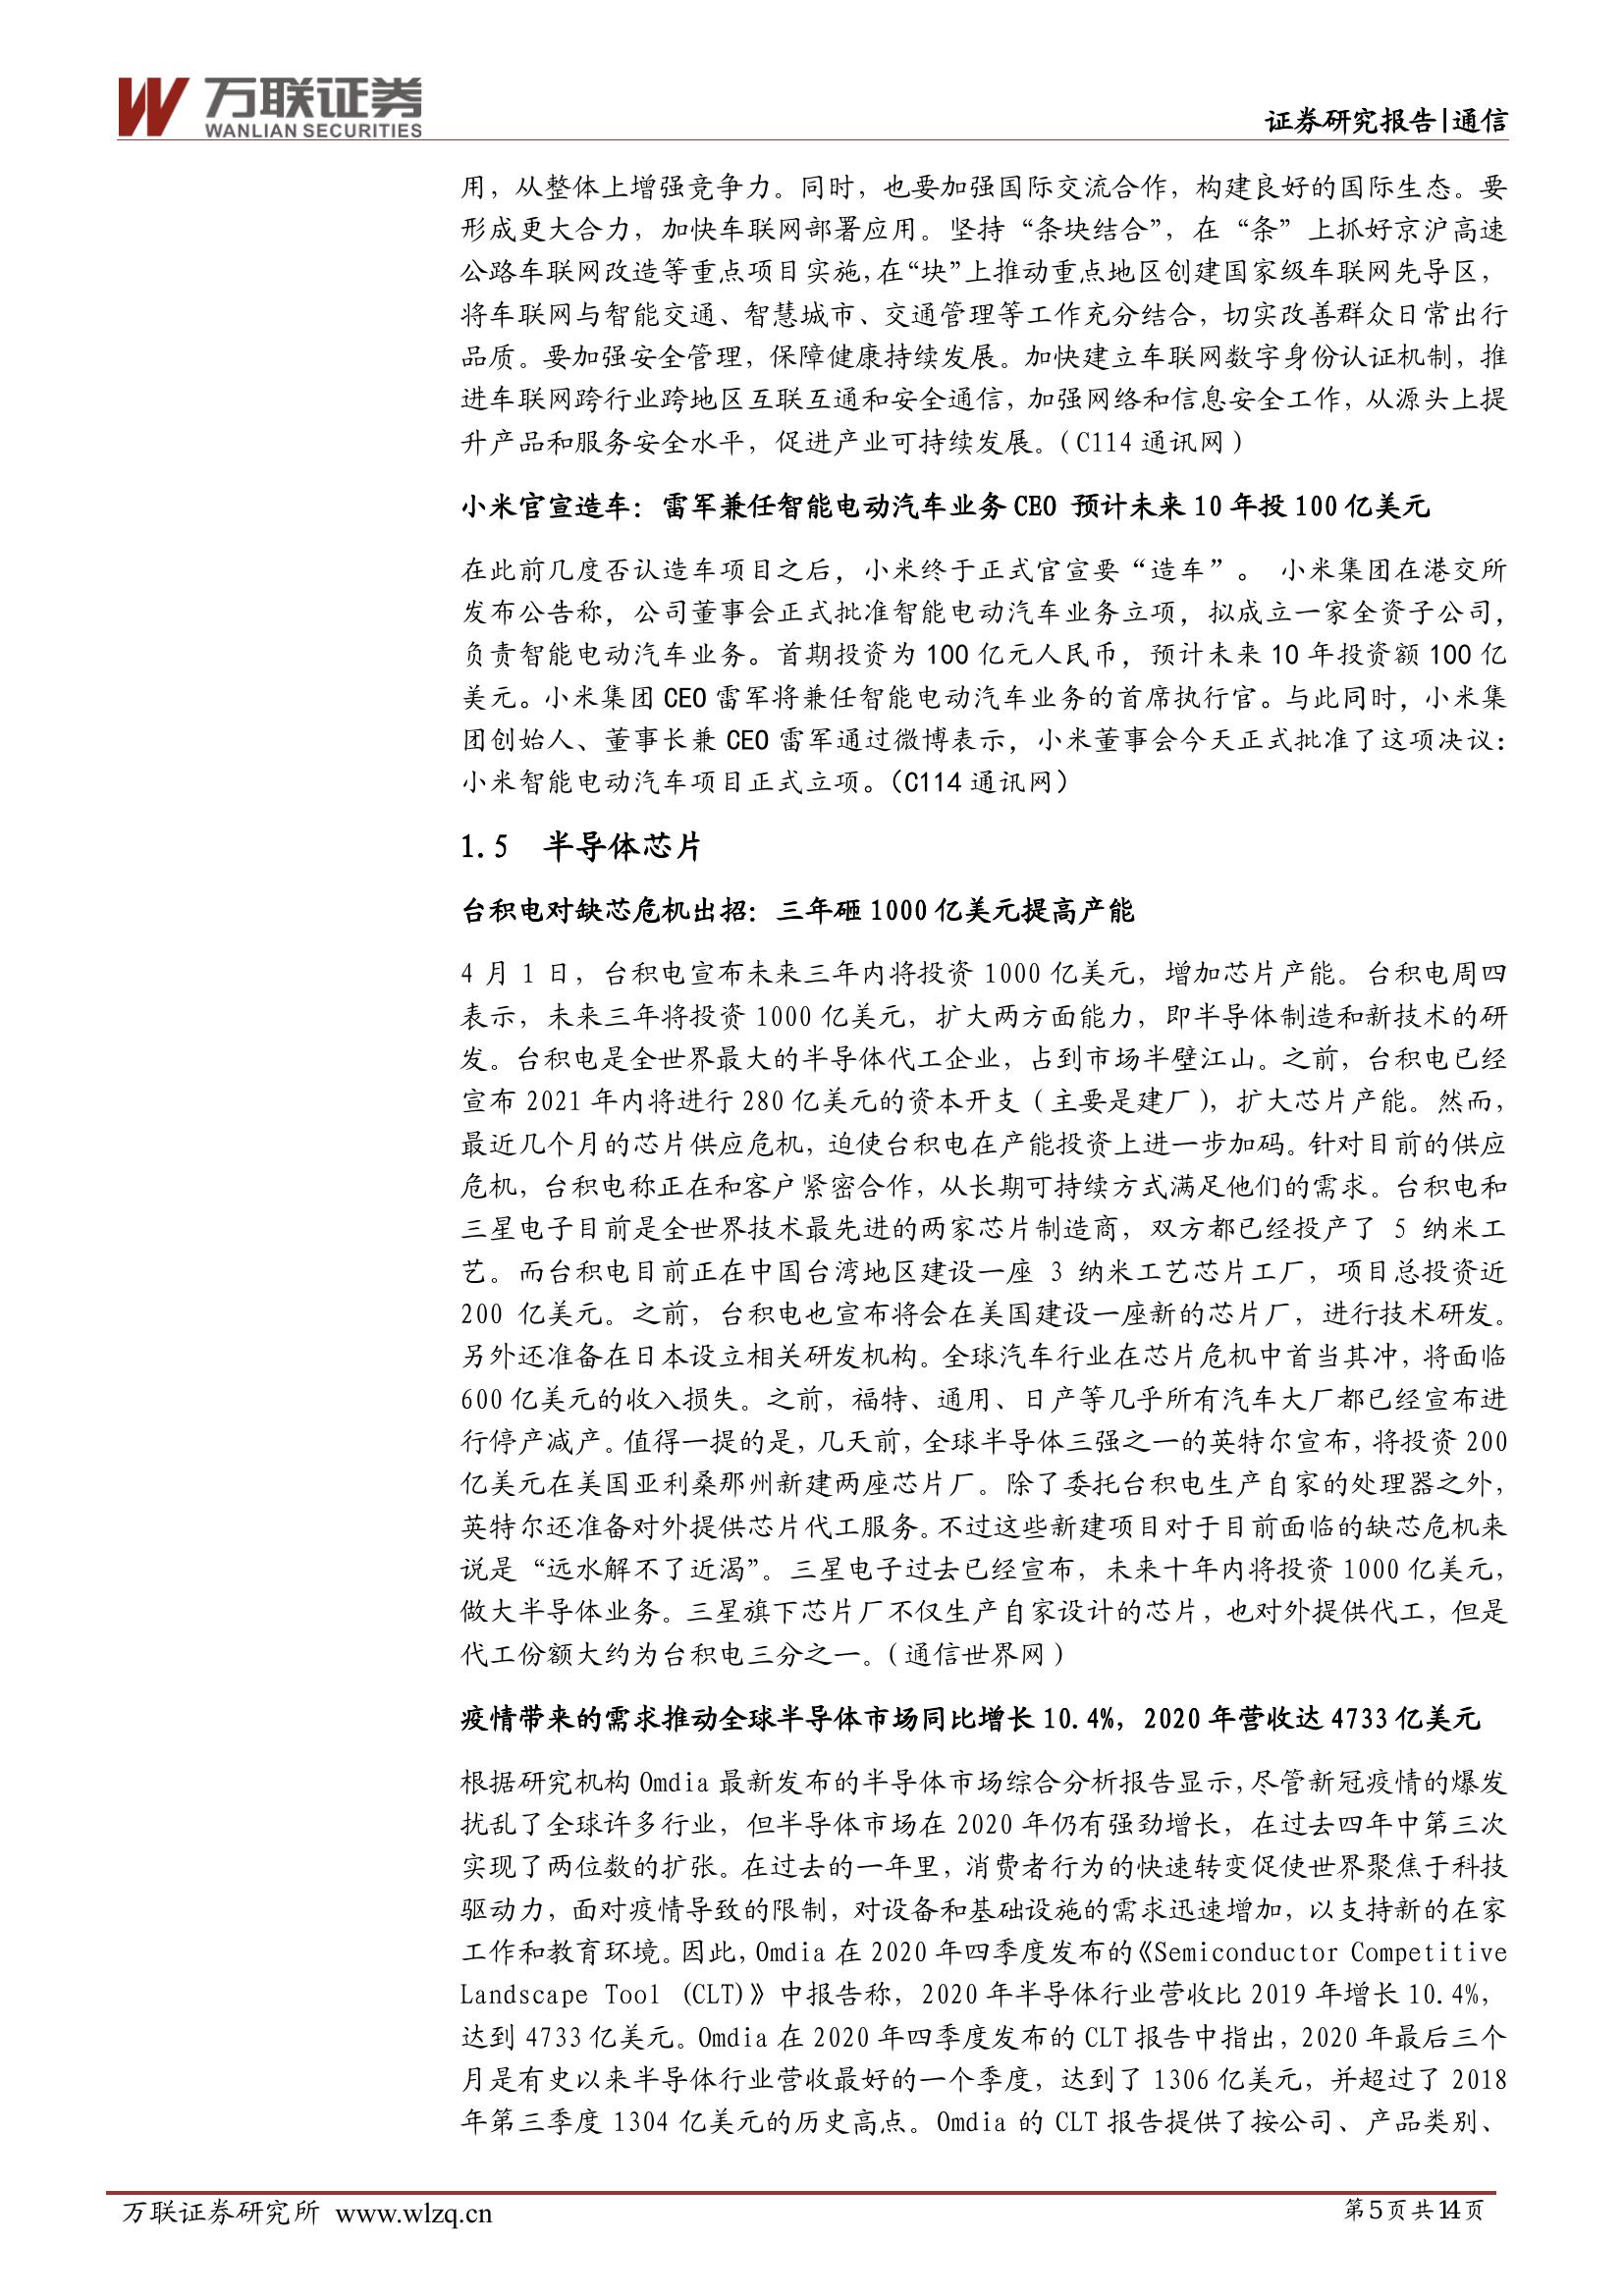 万联证券
WANLIAN SECURITIES
证券研究报告|通信
用，从整体上增强竞争力。同时，也要加强国际交流合作，构建良好的国际生态。要
形成更大合力，加快车联网部署应用。坚持“条块结合”，在“条”上抓好京沪高速
公路车联网改造等重点项目实施，在“块”上推动重点地区创建国家级车联网先导区，
将车联网与智能交通、智慧城市、交通管理等工作充分结合，切实改善群众日常出行
品质。要加强安全管理，保障健康持续发展。加快建立车联网数字身份认证机制，推
进车联网跨行业跨地区互联互通和安全通信，加强网络和信息安全工作，从源头上提
升产品和服务安全水平，促进产业可持续发展。（C114 通讯网）
小米官宣造车：雷军兼任智能电动汽车业务 CEO 预计未来 10 年投 100 亿美元
在此前几度否认造车项目之后，小米终于正式官宣要“造车”。 小米集团在港交所
发布公告称，公司董事会正式批准智能电动汽车业务立项，拟成立一家全资子公司，
负责智能电动汽车业务。首期投资为 100 亿元人民币，预计未来 10 年投资额 100 亿
美元。小米集团 CEO 雷军将兼任智能电动汽车业务的首席执行官。与此同时，小米集
团创始人、董事长兼 CEO 雷军通过微博表示，小米董事会今天正式批准了这项决议：
小米智能电动汽车项目正式立项。（C114 通讯网）
1.5 半导体芯片
台积电对缺芯危机出招：三年砸 1000 亿美元提高产能
4 月 1 日，台积电宣布未来三年内将投资 1000 亿美元，增加芯片产能。台积电周四
表示，未来三年将投资 1000 亿美元，扩大两方面能力，即半导体制造和新技术的研
发。台积电是全世界最大的半导体代工企业，占到市场半壁江山。之前，台积电已经
宣布 2021 年内将进行 280 亿美元的资本开支（主要是建厂），扩大芯片产能。然而，
最近几个月的芯片供应危机，迫使台积电在产能投资上进一步加码。针对目前的供应
危机，台积电称正在和客户紧密合作，从长期可持续方式满足他们的需求。台积电和
三星电子目前是全世界技术最先进的两家芯片制造商，双方都已经投产了 5 纳米工
艺。而台积电目前正在中国台湾地区建设一座 3 纳米工艺芯片工厂，项目总投资近
200 亿美元。之前，台积电也宣布将会在美国建设一座新的芯片厂，进行技术研发。
另外还准备在日本设立相关研发机构。全球汽车行业在芯片危机中首当其冲，将面临
600 亿美元的收入损失。之前，福特、通用、日产等几乎所有汽车大厂都已经宣布进
行停产减产。值得一提的是，几天前，全球半导体三强之一的英特尔宣布，将投资 200
亿美元在美国亚利桑那州新建两座芯片厂。除了委托台积电生产自家的处理器之外，
英特尔还准备对外提供芯片代工服务。不过这些新建项目对于目前面临的缺芯危机来
说是“远水解不了近渴”。三星电子过去已经宣布，未来十年内将投资 1000 亿美元，
做大半导体业务。三星旗下芯片厂不仅生产自家设计的芯片，也对外提供代工，但是
代工份额大约为台积电三分之一。（通信世界网）
疫情带来的需求推动全球半导体市场同比增长 10.4%，2020 年营收达 4733 亿美元
根据研究机构 Omdia 最新发布的半导体市场综合分析报告显示，尽管新冠疫情的爆发
扰乱了全球许多行业，但半导体市场在 2020 年仍有强劲增长，在过去四年中第三次
实现了两位数的扩张。在过去的一年里，消费者行为的快速转变促使世界聚焦于科技
驱动力，面对疫情导致的限制，对设备和基础设施的需求迅速增加，以支持新的在家
工作和教育环境。因此，Omdia 在 2020 年四季度发布的《Semiconductor Competitive
Landscape Tool (CLT)》中报告称，2020 年半导体行业营收比 2019 年增长 10.4%，
达到 4733 亿美元。Omdia 在 2020 年四季度发布的 CLT 报告中指出，2020 年最后三个
月是有史以来半导体行业营收最好的一个季度，达到了 1306 亿美元，并超过了 2018
年第三季度 1304 亿美元的历史高点。Omdia 的 CLT 报告提供了按公司、产品类别、
万联证券研究所 www.wlzq.cn
第 5 页 共 14 页